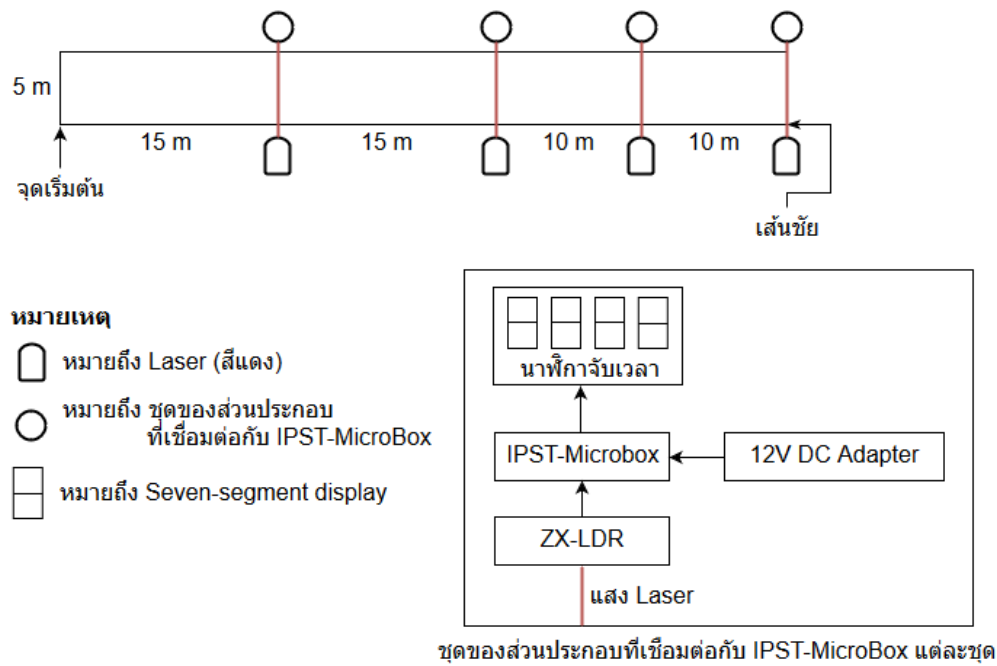 5 m
15 m
15 m
10 m
10 m
จุดเริ่มต้น
เส้นชัย
หมายเหตุ
หมายถึง Laser (สีแดง)
หมายถึง ชุดของส่วนประกอบ
ที่เชื่อมต่อกับ IPST-MicroBox
หมายถึง Seven-segment display
นาฬิกาจับเวลา
IPST-Microbox
12V DC Adapter
ZX-LDR
แสง Laser
ชุดของส่วนประกอบที่เชื่อมต่อกับ IPST-MicroBox แต่ละชุด